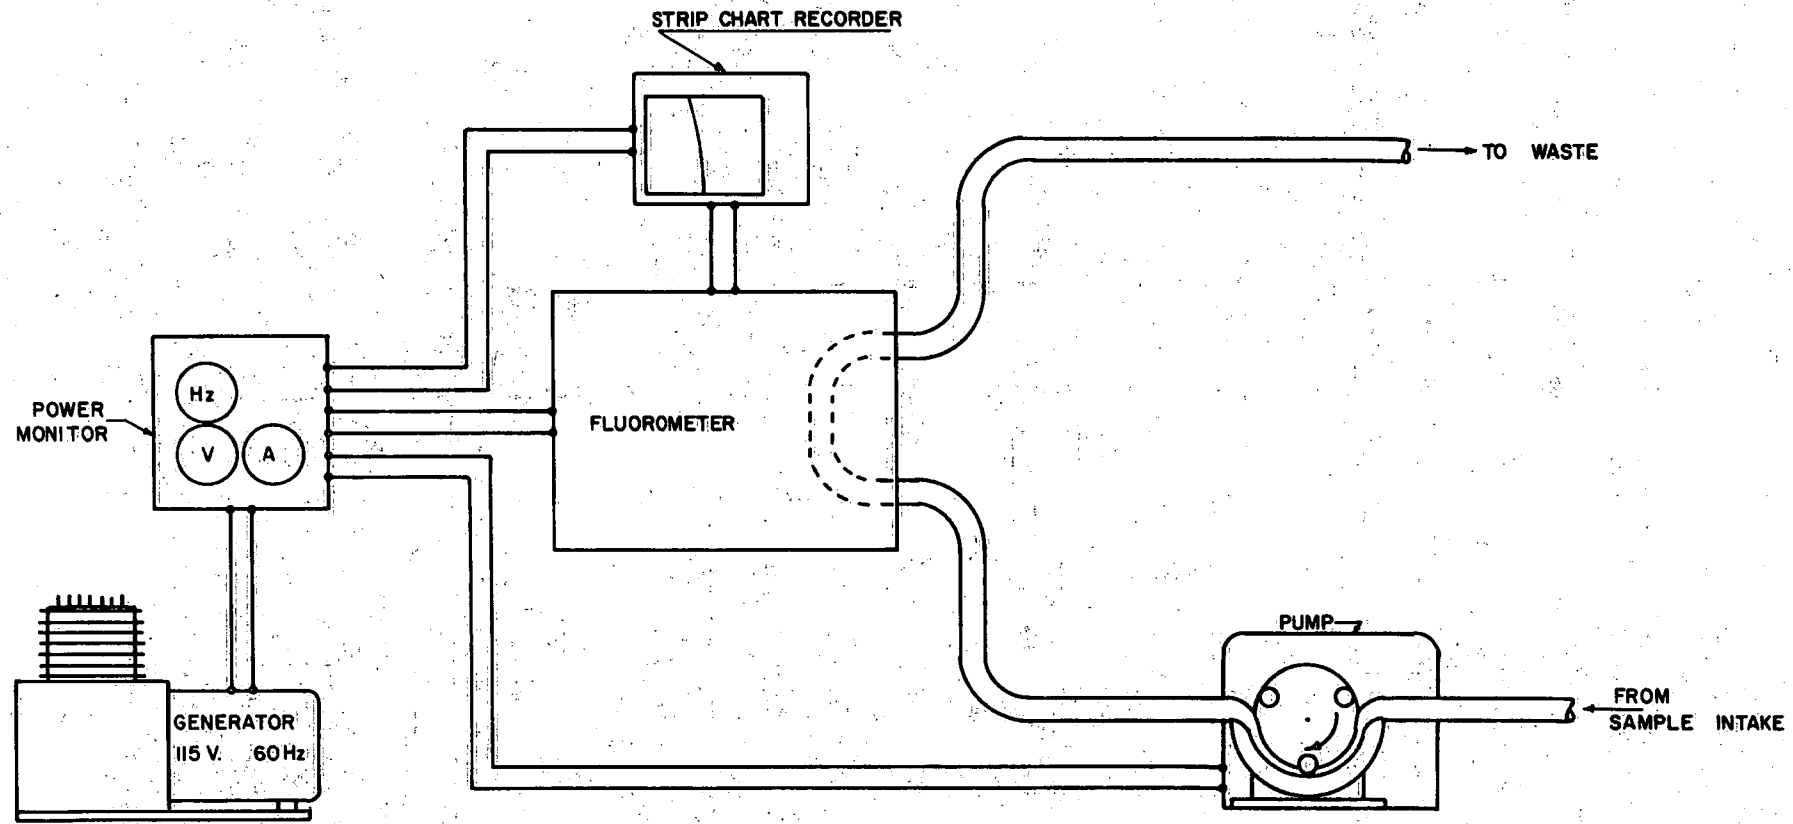 STRIP CHART RECORDER
TO WASTE
Hz
V A
POWER
MONITOR
FLUOROMETER
PUMP
FROM
SAMPLE INTAKE
GENERATOR
115 V. 60 Hz